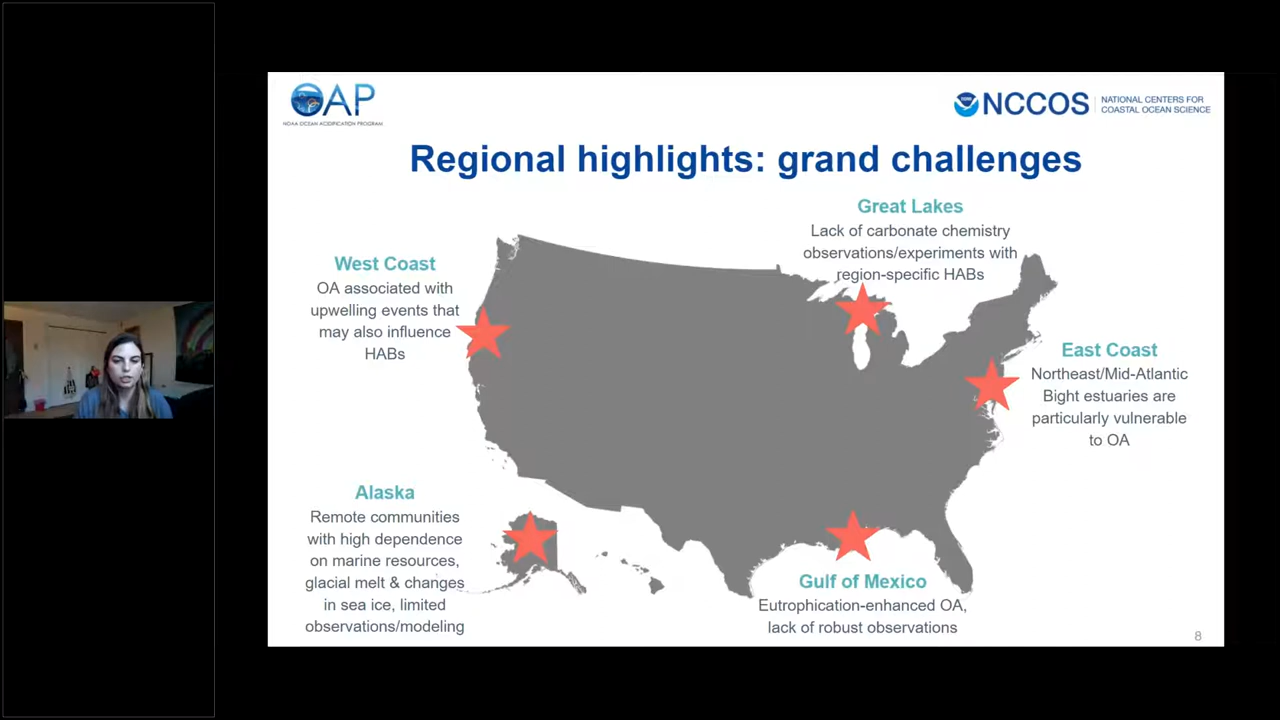 OAP
NOAA OCEAN ACIDIFICATION PROGRAM
NCCOS
NATIONAL CENTERS FOR
COASTAL OCEAN SCIENCE
Regional highlights: grand challenges
Great Lakes
Lack of carbonate chemistry
observations/experiments with
region-specific HABs
West Coast
OA associated with
upwelling events that
may also influence
HABs
East Coast
Northeast/Mid-Atlantic
Bight estuaries are
particularly vulnerable
to OA
Alaska
Remote communities
with high dependence
on marine resources,
glacial melt & changes
in sea ice, limited
observations/modeling
Gulf of Mexico
Eutrophication-enhanced OA,
lack of robust observations
8